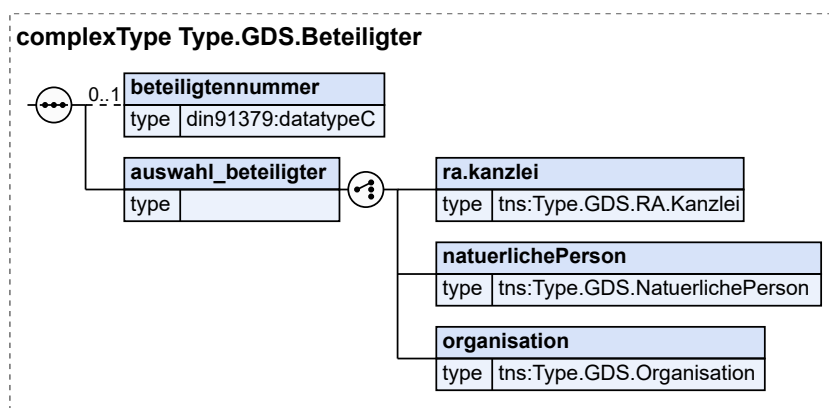 complexType Type.GDS.Beteiligter
0..1
beteiligtennummer
type din91379:datatypeC
auswahl_beteiligter
type
ra.kanzlei
type tns:Type.GDS.RA.Kanzlei
natuerlichePerson
type tns:Type.GDS.NatuerlichePerson
organisation
type tns:Type.GDS.Organisation